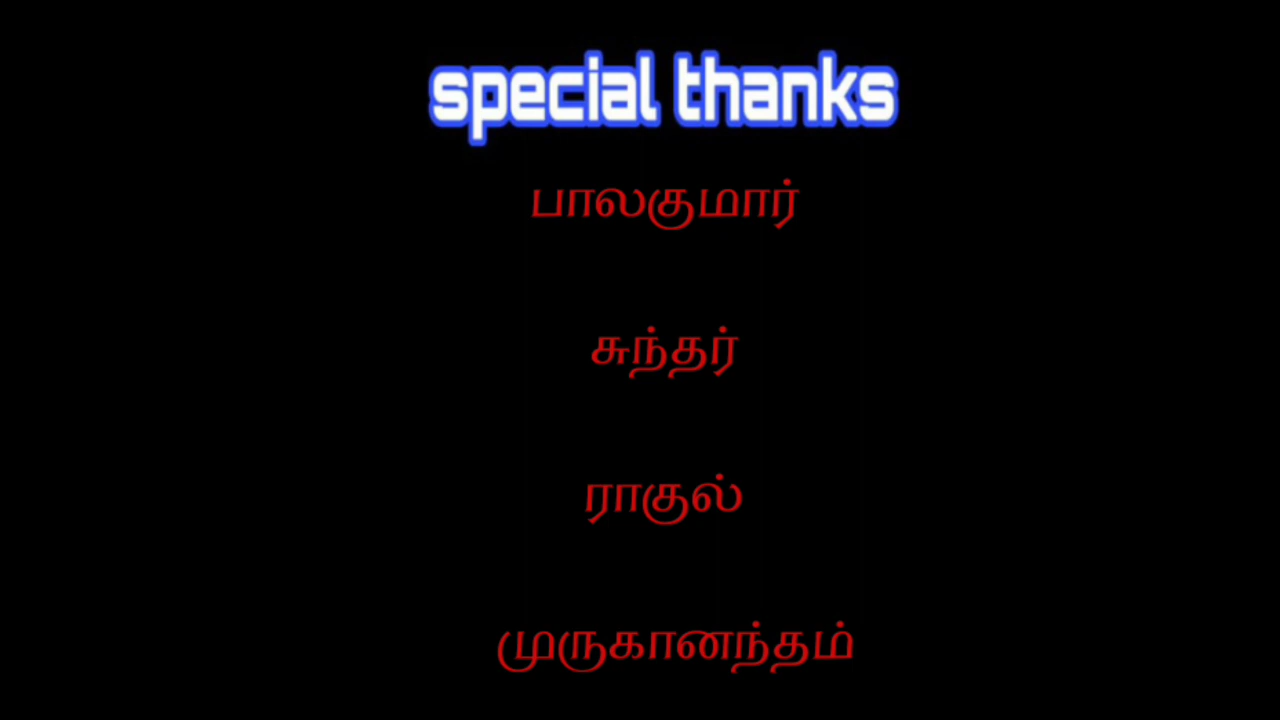 special thanks
பாலகுமார்
சுந்தர்
ராகுல்
முருகானந்தம்